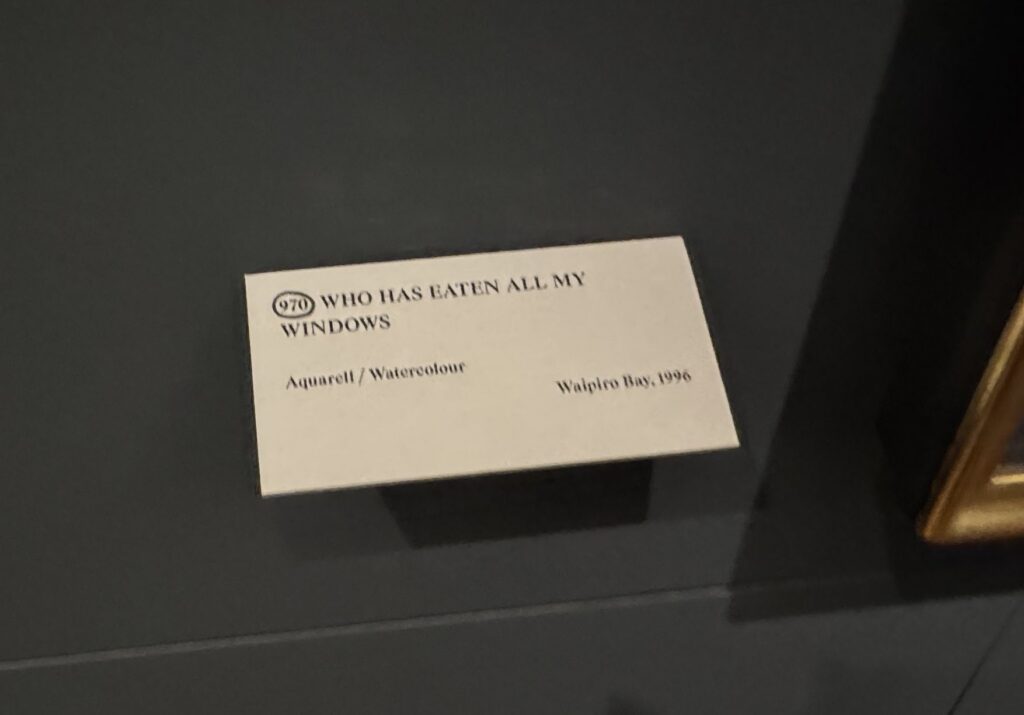 970 WHO HAS EATEN ALL MY
WINDOWS
Aquarell / Watercolour
Waipiro Bay, 1996